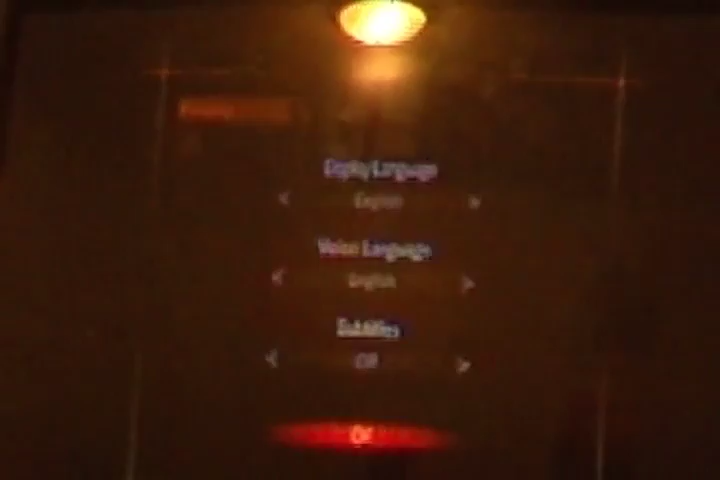 Display Language
< English >
Voice Language
< English >
Subtitles
< Off >
OK